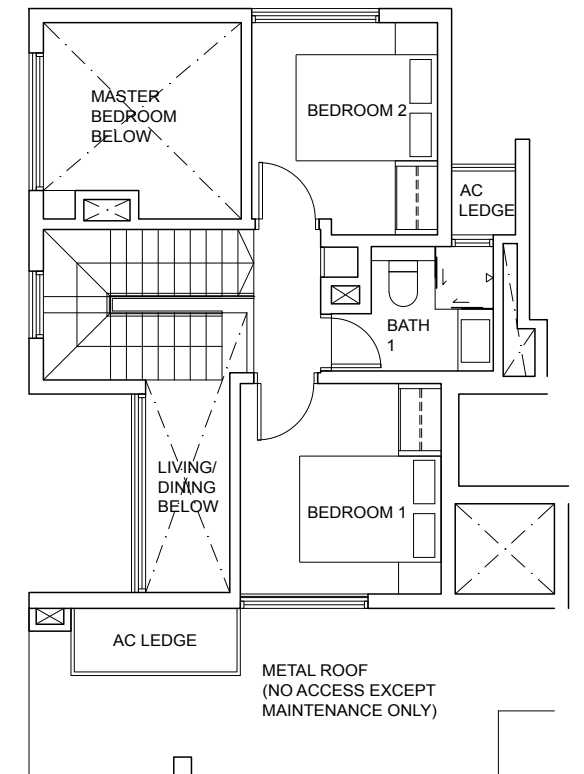 MASTER
BEDROOM
BELOW
BEDROOM 2
AC
LEDGE
BATH
1
LIVING/
DINING
BELOW
BEDROOM 1
AC LEDGE
METAL ROOF
(NO ACCESS EXCEPT
MAINTENANCE ONLY)